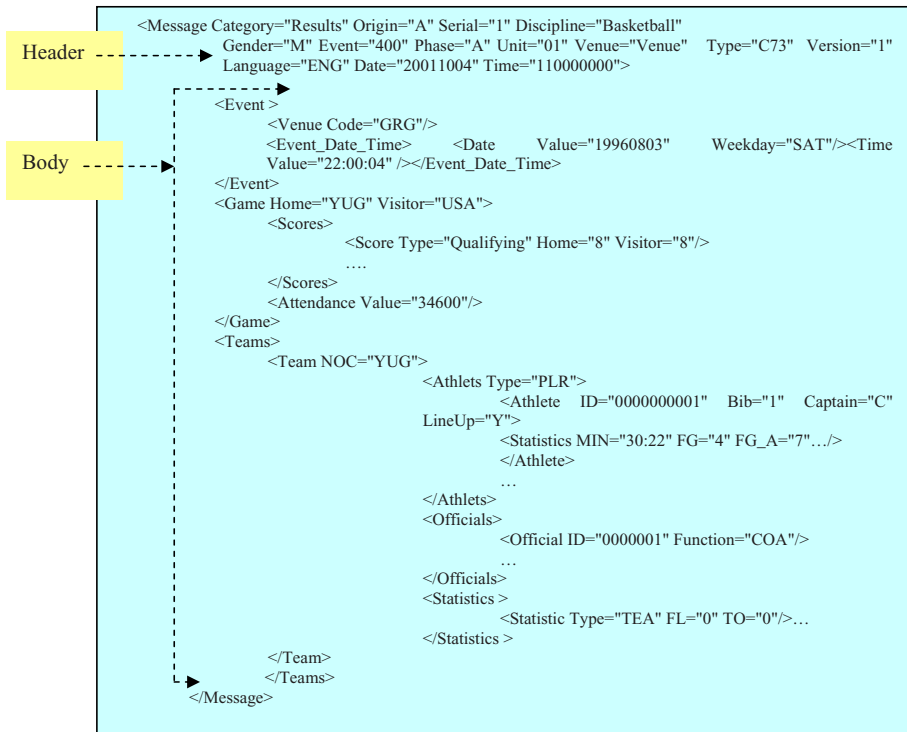 <Message Category="Results" Origin="A" Serial="1" Discipline="Basketball"
Header
Gender="M" Event="400" Phase="A" Unit="01" Venue="Venue" Type="C73" Version="1"
Language="ENG" Date="20011004" Time="110000000">
<Event >
<Venue Code="GRG"/>
<Event_Date_Time> <Date Value="19960803" Weekday="SAT"/><Time
Body
Value="22:00:04" /></Event_Date_Time>
</Event>
<Game Home="YUG" Visitor="USA">
<Scores>
<Score Type="Qualifying" Home="8" Visitor="8"/>
….
</Scores>
<Attendance Value="34600"/>
</Game>
<Teams>
<Team NOC="YUG">
<Athlets Type="PLR">
<Athlete ID="0000000001" Bib="1" Captain="C"
LineUp="Y">
<Statistics MIN="30:22" FG="4" FG_A="7"…/>
</Athlete>
…
</Athlets>
<Officials>
<Official ID="0000001" Function="COA"/>
…
</Officials>
<Statistics >
<Statistic Type="TEA" FL="0" TO="0"/>…
</Statistics >
</Team>
</Teams>
</Message>